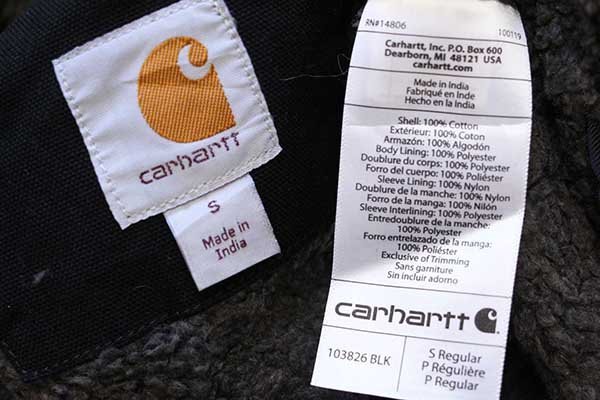 carhartt
S
Made in
India
RN#14806 100119
Carhartt, Inc. P.O. Box 600
Dearborn, MI 48121 USA
carhartt.com
Made in India
Fabriqué en Inde
Hecho en la India
Shell: 100% Cotton
Extérieur: 100% Coton
Armazón: 100% Algodón
Body Lining: 100% Polyester
Doublure du corps: 100% Polyester
Forro del cuerpo: 100% Poliéster
Sleeve Lining: 100% Nylon
Doublure de la manche: 100% Nylon
Forro de la manga: 100% Nilón
Sleeve Interlining: 100% Polyester
Entredoublure de la manche:
100% Polyester
Forro entrelazado de la manga:
100% Poliéster
Exclusive of Trimming
Sans garniture
Sin incluir adorno
carhartt
103826 BLK
S Regular
P Régulière
P Regular